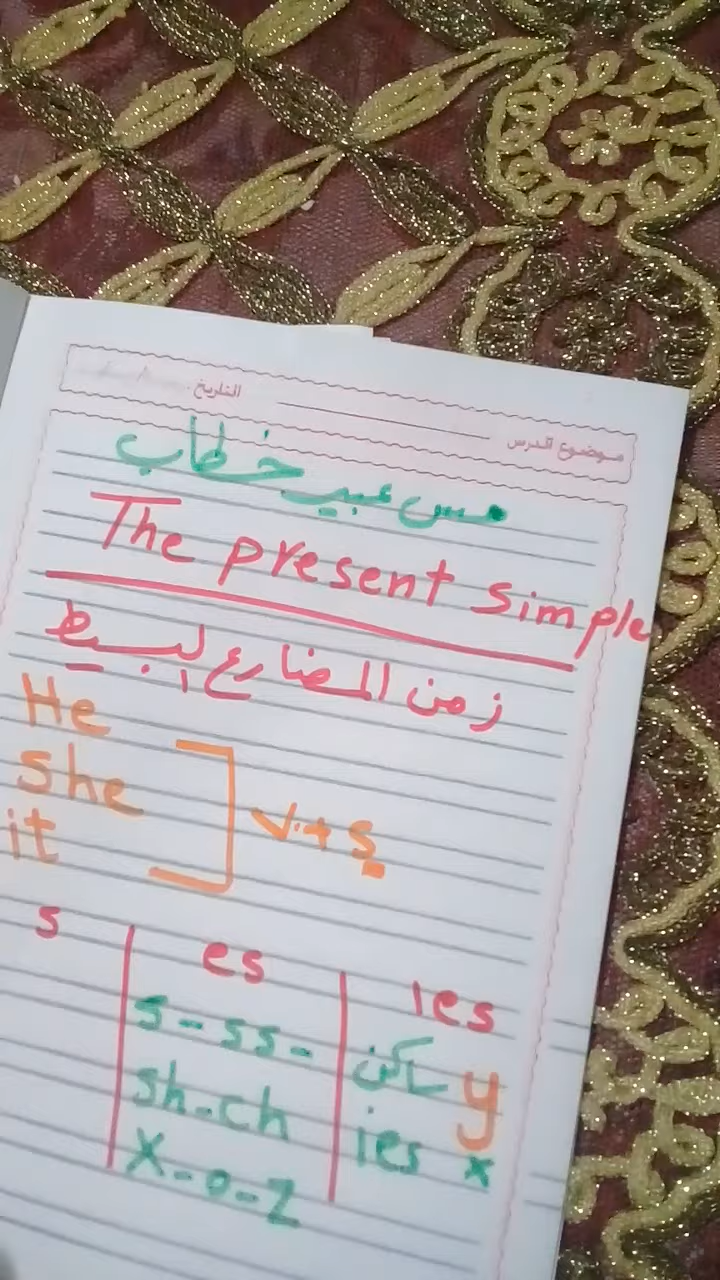 موضوع الدرس التاريخ
مس عبير خطاب
The present simple
زمن المضارع البسيط
He
she
it
v.+s
s es ies
s - ss - ساكن y
sh - ch ies x
x - o - z